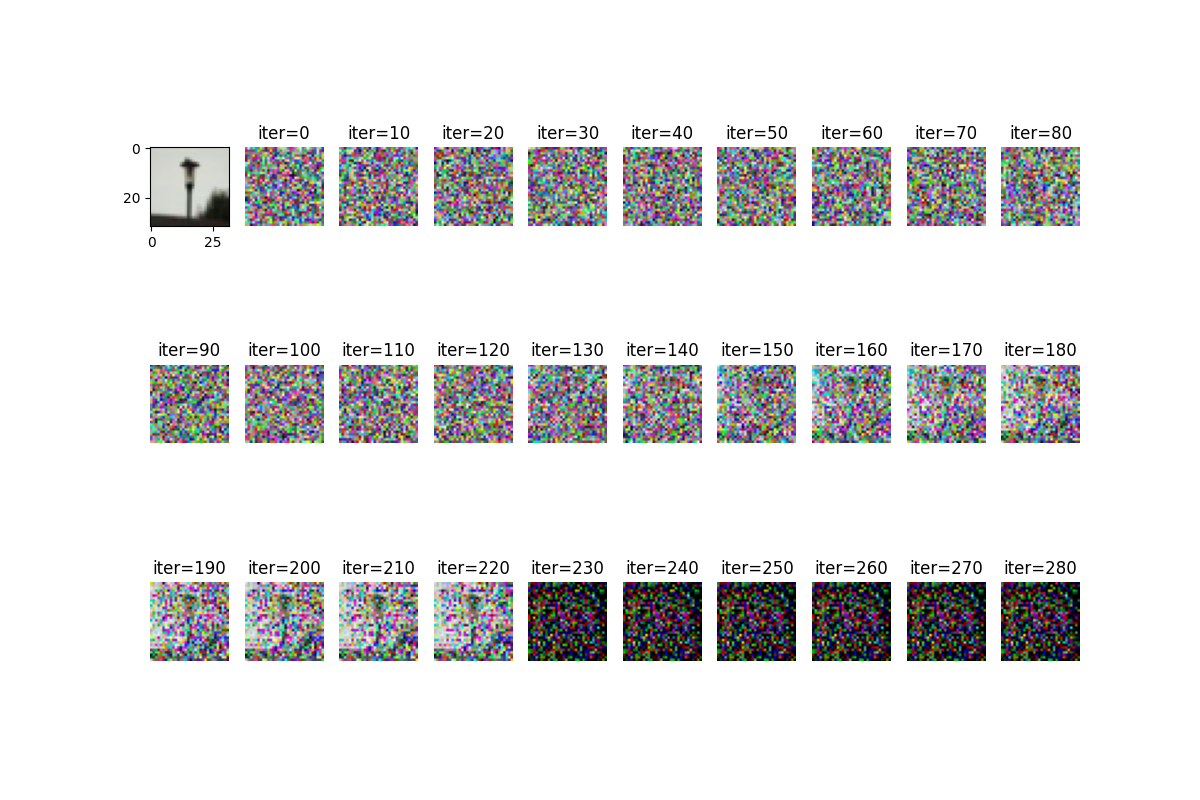 iter=0 iter=10 iter=20 iter=30 iter=40 iter=50 iter=60 iter=70 iter=80
0
20
0 25
iter=90 iter=100 iter=110 iter=120 iter=130 iter=140 iter=150 iter=160 iter=170 iter=180
iter=190 iter=200 iter=210 iter=220 iter=230 iter=240 iter=250 iter=260 iter=270 iter=280